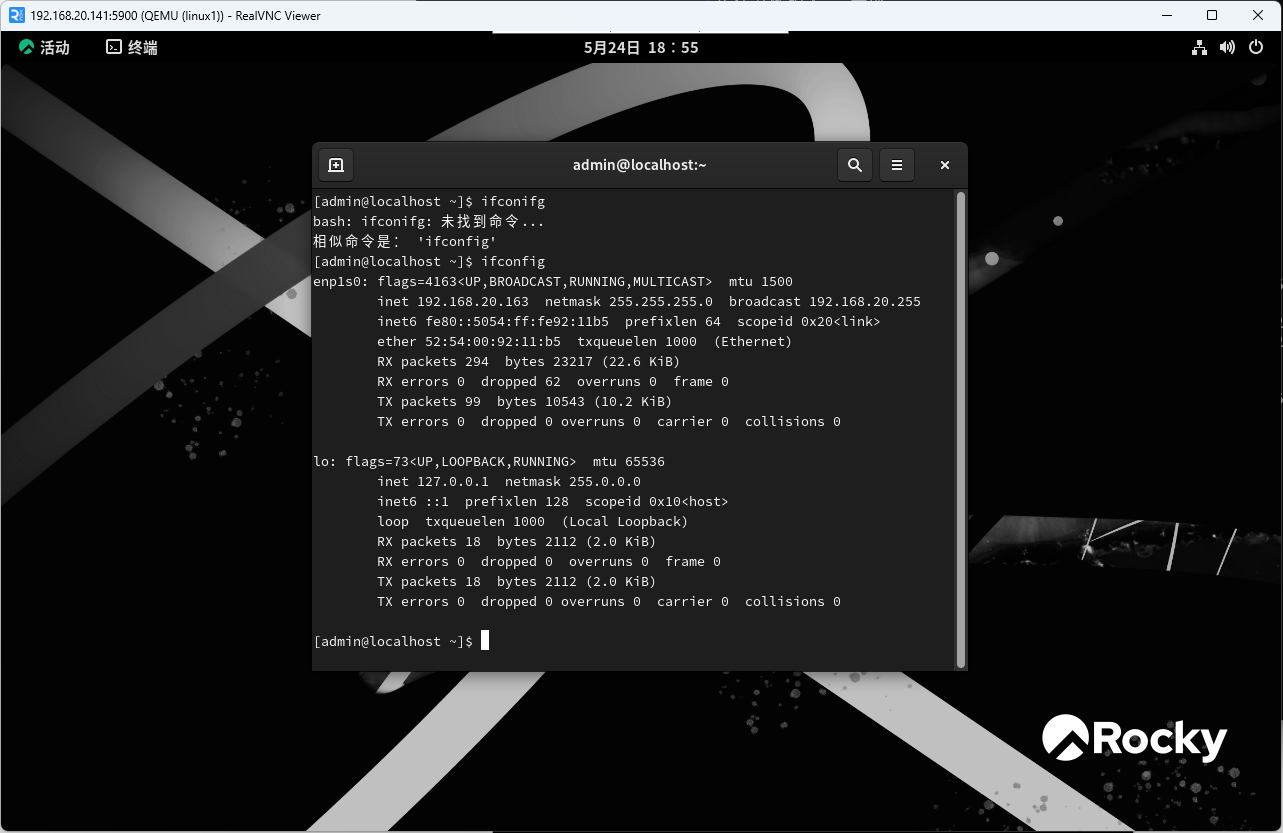 192.168.20.141:5900 (QEMU (linux1)) - RealVNC Viewer
活动 终端 5月24日 18：55
admin@localhost:~
[admin@localhost ~]$ ifconifg
bash: ifconifg: 未找到命令...
相似命令是： 'ifconfig'
[admin@localhost ~]$ ifconfig
enp1s0: flags=4163<UP,BROADCAST,RUNNING,MULTICAST>  mtu 1500
        inet 192.168.20.163  netmask 255.255.255.0  broadcast 192.168.20.255
        inet6 fe80::5054:ff:fe92:11b5  prefixlen 64  scopeid 0x20<link>
        ether 52:54:00:92:11:b5  txqueuelen 1000  (Ethernet)
        RX packets 294  bytes 23217 (22.6 KiB)
        RX errors 0  dropped 62  overruns 0  frame 0
        TX packets 99  bytes 10543 (10.2 KiB)
        TX errors 0  dropped 0 overruns 0  carrier 0  collisions 0
lo: flags=73<UP,LOOPBACK,RUNNING>  mtu 65536
        inet 127.0.0.1  netmask 255.0.0.0
        inet6 ::1  prefixlen 128  scopeid 0x10<host>
        loop  txqueuelen 1000  (Local Loopback)
        RX packets 18  bytes 2112 (2.0 KiB)
        RX errors 0  dropped 0  overruns 0  frame 0
        TX packets 18  bytes 2112 (2.0 KiB)
        TX errors 0  dropped 0 overruns 0  carrier 0  collisions 0
[admin@localhost ~]$
Rocky